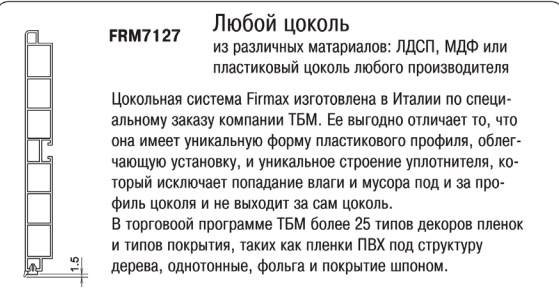 Любой цоколь
FRM7127
из различных матариалов: ЛДСП, МДФ или
пластиковый цоколь любого производителя
Цокольная система Firmax изготовлена в Италии по специ-
альному заказу компании ТБМ. Ее выгодно отличает то, что
она имеет уникальную форму пластикового профиля, облег-
чающую установку, и уникальное строение уплотнителя, ко-
торый исключает попадание влаги и мусора под и за про-
филь цоколя и не выходит за сам цоколь.
В торговоой программе ТБМ более 25 типов декоров пленок
и типов покрытия, таких как пленки ПВХ под структуру
дерева, однотонные, фольга и покрытие шпоном.
1.5